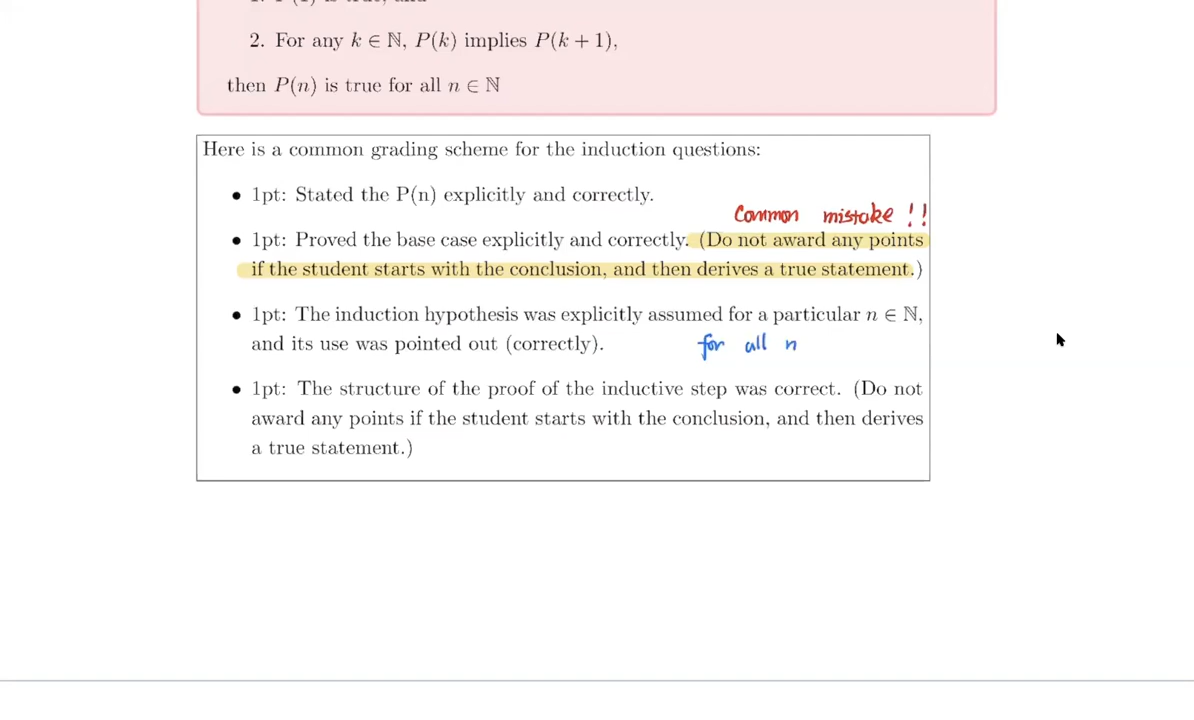 2. For any k ∈ ℕ, P(k) implies P(k + 1),
then P(n) is true for all n ∈ ℕ
Here is a common grading scheme for the induction questions:
• 1pt: Stated the P(n) explicitly and correctly.
Common mistake !!
• 1pt: Proved the base case explicitly and correctly. (Do not award any points
if the student starts with the conclusion, and then derives a true statement.)
• 1pt: The induction hypothesis was explicitly assumed for a particular n ∈ ℕ,
and its use was pointed out (correctly).
for all n
• 1pt: The structure of the proof of the inductive step was correct. (Do not
award any points if the student starts with the conclusion, and then derives
a true statement.)